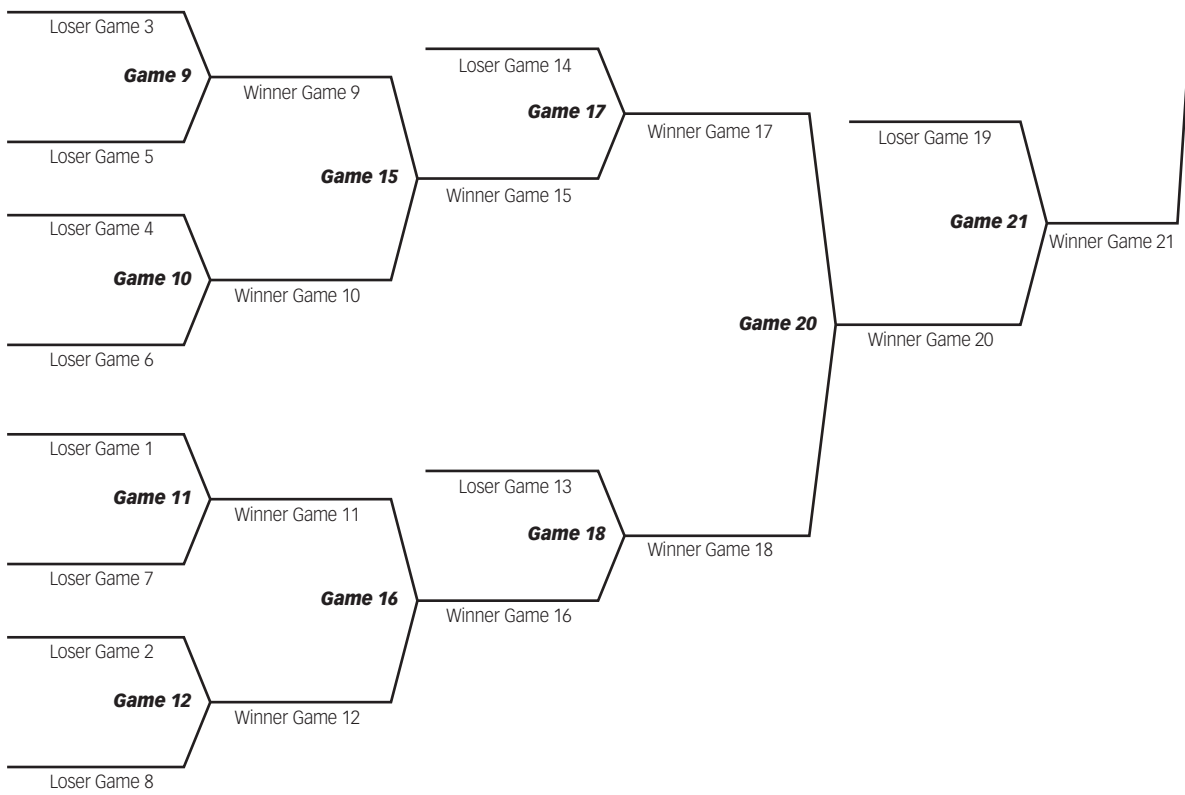 Loser Game 3
Game 9
Winner Game 9
Loser Game 5
Loser Game 14
Game 17
Winner Game 17
Game 15
Winner Game 15
Loser Game 19
Game 21
Winner Game 21
Loser Game 4
Game 10
Winner Game 10
Loser Game 6
Game 20
Winner Game 20
Loser Game 1
Game 11
Winner Game 11
Loser Game 7
Loser Game 13
Game 18
Winner Game 18
Game 16
Winner Game 16
Loser Game 2
Game 12
Winner Game 12
Loser Game 8